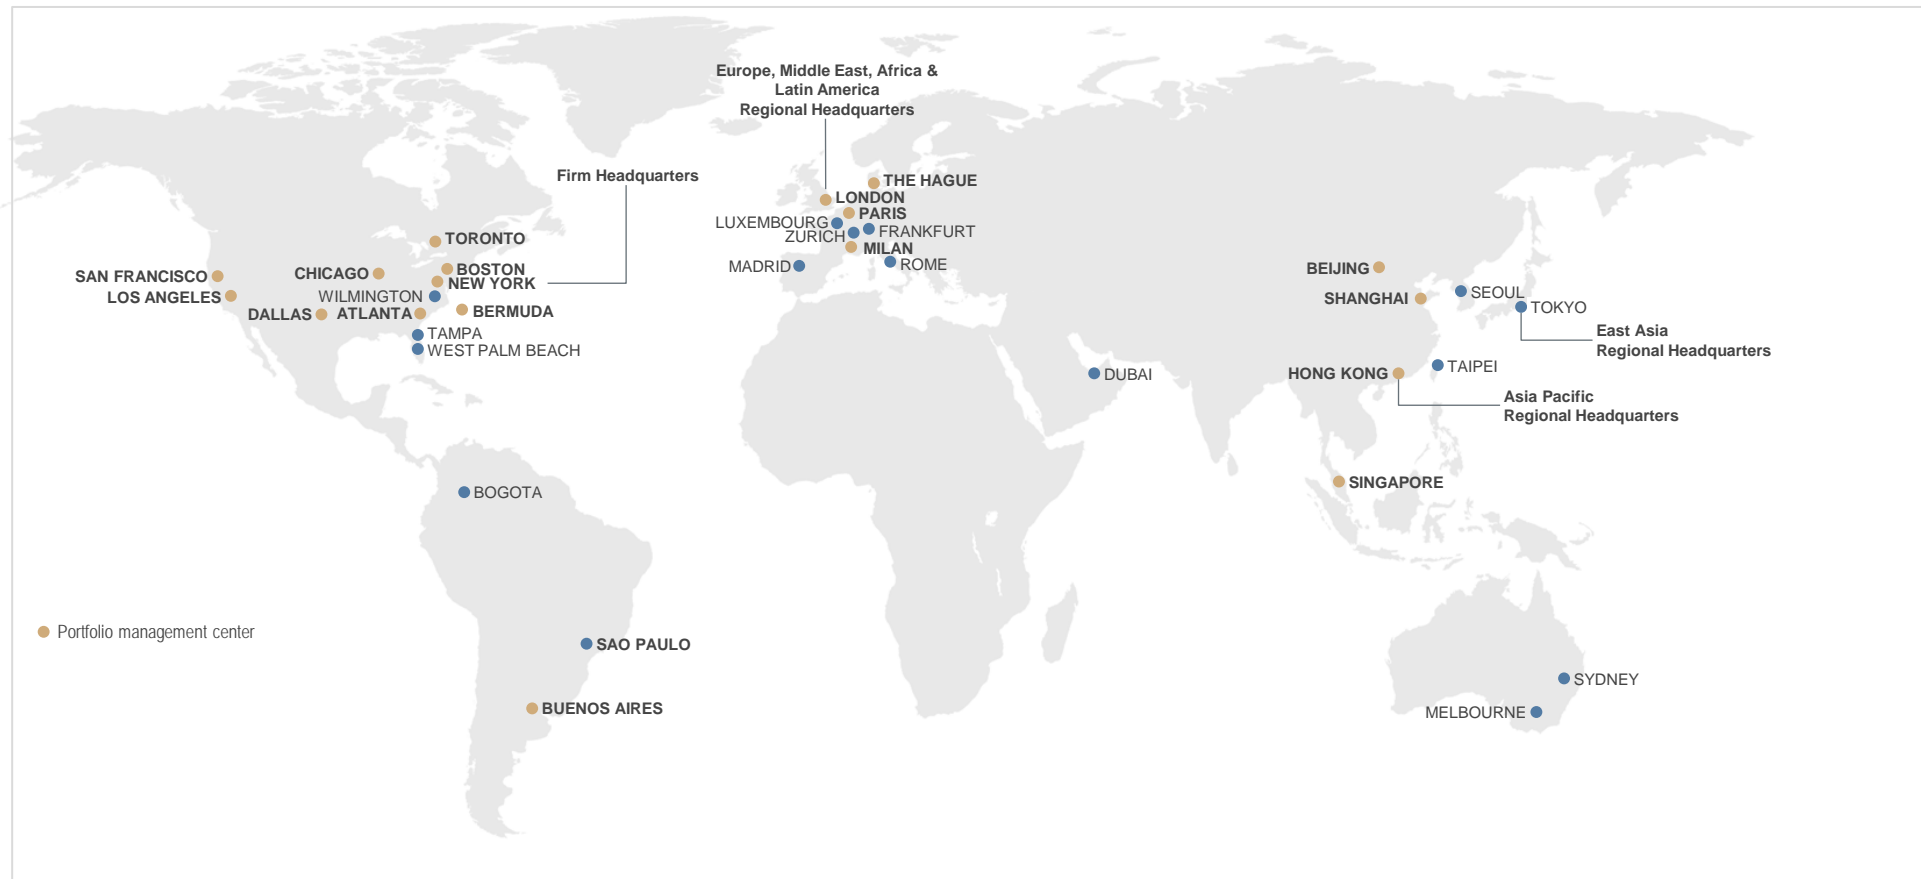 Europe, Middle East, Africa &
Latin America
Regional Headquarters
Firm Headquarters
THE HAGUE
LONDON
PARIS
LUXEMBOURG
FRANKFURT
ZURICH
MILAN
MADRID
ROME
TORONTO
BOSTON
SAN FRANCISCO
CHICAGO
NEW YORK
LOS ANGELES
WILMINGTON
DALLAS
ATLANTA
BERMUDA
TAMPA
WEST PALM BEACH
BEIJING
SHANGHAI
SEOUL
TOKYO
East Asia
Regional Headquarters
DUBAI
HONG KONG
TAIPEI
Asia Pacific
Regional Headquarters
SINGAPORE
BOGOTA
Portfolio management center
SAO PAULO
BUENOS AIRES
SYDNEY
MELBOURNE